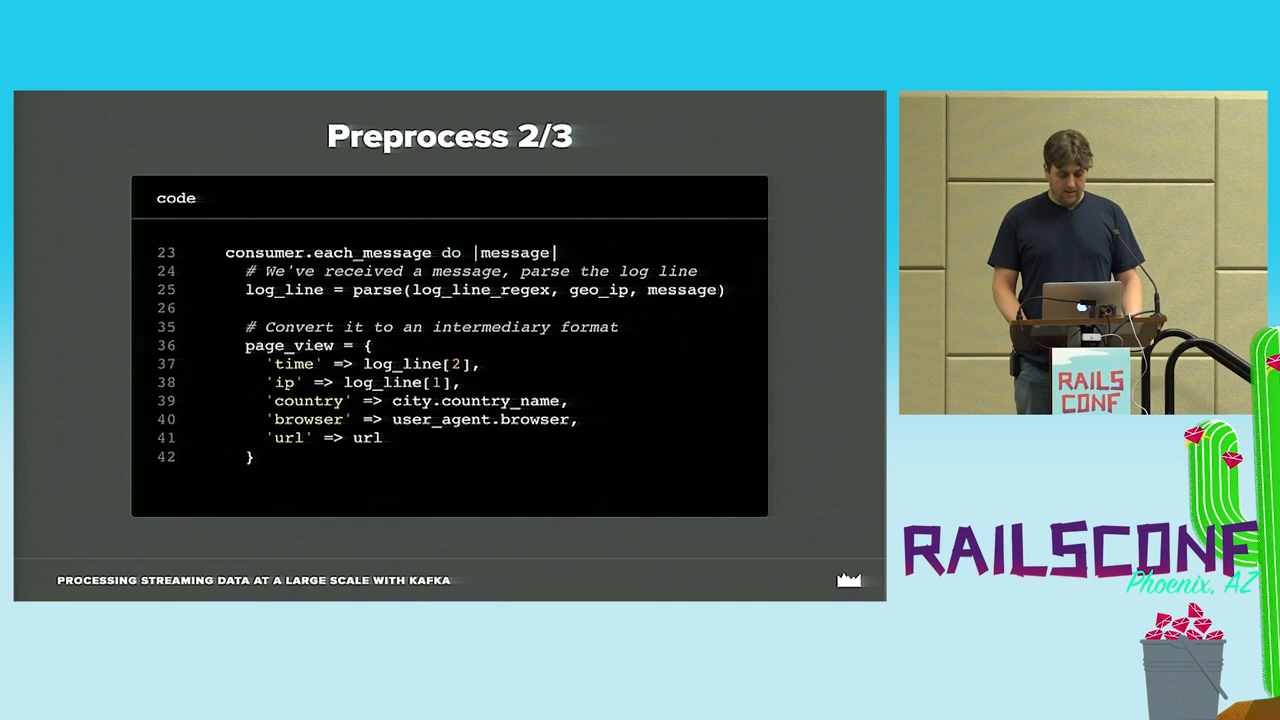 Preprocess 2/3
code
23 consumer.each_message do |message|
24 # We've received a message, parse the log line
25 log_line = parse(log_line_regex, geo_ip, message)
26
35 # Convert it to an intermediary format
36 page_view = {
37 'time' => log_line[2],
38 'ip' => log_line[1],
39 'country' => city.country_name,
40 'browser' => user_agent.browser,
41 'url' => url
42 }
PROCESSING STREAMING DATA AT A LARGE SCALE WITH KAFKA
RAILS
CONF
RAILSCONF
Phoenix, AZ